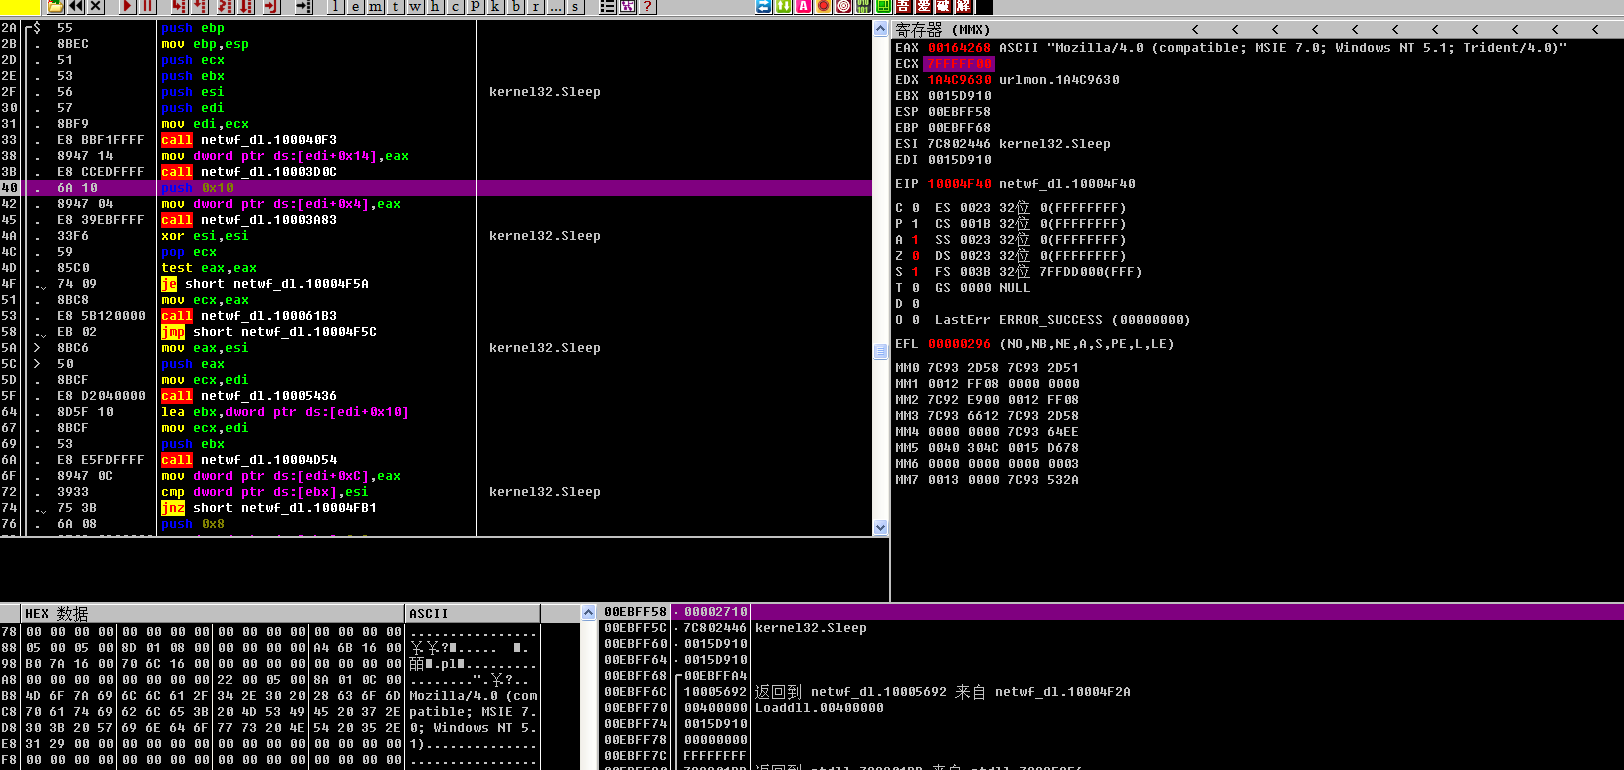 l e m t w h c p k b r ... s ? A 吾 爱 破 解
2A $ 55 push ebp
2B . 8BEC mov ebp,esp
2D . 51 push ecx
2E . 53 push ebx
2F . 56 push esi kernel32.Sleep
30 . 57 push edi
31 . 8BF9 mov edi,ecx
33 . E8 BBF1FFFF call netwf_dl.100040F3
38 . 8947 14 mov dword ptr ds:[edi+0x14],eax
3B . E8 CCEDFFFF call netwf_dl.10003D0C
40 . 6A 10 push 0x10
42 . 8947 04 mov dword ptr ds:[edi+0x4],eax
45 . E8 39EBFFFF call netwf_dl.10003A83
4A . 33F6 xor esi,esi kernel32.Sleep
4C . 59 pop ecx
4D . 85C0 test eax,eax
4F . 74 09 je short netwf_dl.10004F5A
51 . 8BC8 mov ecx,eax
53 . E8 5B120000 call netwf_dl.100061B3
58 . EB 02 jmp short netwf_dl.10004F5C
5A > 8BC6 mov eax,esi kernel32.Sleep
5C > 50 push eax
5D . 8BCF mov ecx,edi
5F . E8 D2040000 call netwf_dl.10005436
64 . 8D5F 10 lea ebx,dword ptr ds:[edi+0x10]
67 . 8BCF mov ecx,edi
69 . 53 push ebx
6A . E8 E5FDFFFF call netwf_dl.10004D54
6F . 8947 0C mov dword ptr ds:[edi+0xC],eax
72 . 3933 cmp dword ptr ds:[ebx],esi kernel32.Sleep
74 . 75 3B jnz short netwf_dl.10004FB1
76 . 6A 08 push 0x8
寄存器 (MMX) < < < < < < < < < < <
EAX 00164268 ASCII "Mozilla/4.0 (compatible; MSIE 7.0; Windows NT 5.1; Trident/4.0)"
ECX 7FFFFF00
EDX 1A4C9630 urlmon.1A4C9630
EBX 0015D910
ESP 00EBFF58
EBP 00EBFF68
ESI 7C802446 kernel32.Sleep
EDI 0015D910
EIP 10004F40 netwf_dl.10004F40
C 0 ES 0023 32位 0(FFFFFFFF)
P 1 CS 001B 32位 0(FFFFFFFF)
A 1 SS 0023 32位 0(FFFFFFFF)
Z 0 DS 0023 32位 0(FFFFFFFF)
S 1 FS 003B 32位 7FFDD000(FFF)
T 0 GS 0000 NULL
D 0
O 0 LastErr ERROR_SUCCESS (00000000)
EFL 00000296 (NO,NB,NE,A,S,PE,L,LE)
MM0 7C93 2D58 7C93 2D51
MM1 0012 FF08 0000 0000
MM2 7C92 E900 0012 FF08
MM3 7C93 6612 7C93 2D58
MM4 0000 0000 7C93 64EE
MM5 0040 304C 0015 D678
MM6 0000 0000 0000 0003
MM7 0013 0000 7C93 532A
HEX 数据 ASCII
78 00 00 00 00 00 00 00 00 00 00 00 00 00 00 00 00 ................
88 05 00 05 00 8D 01 08 00 00 00 00 00 A4 6B 16 00
98 B0 7A 16 00 70 6C 16 00 00 00 00 00 00 00 00 00
A8 00 00 00 00 00 00 00 00 22 00 05 00 8A 01 0C 00
B8 4D 6F 7A 69 6C 6C 61 2F 34 2E 30 20 28 63 6F 6D Mozilla/4.0 (com
C8 70 61 74 69 62 6C 65 3B 20 4D 53 49 45 20 37 2E patible; MSIE 7.
D8 30 3B 20 57 69 6E 64 6F 77 73 20 4E 54 20 35 2E 0; Windows NT 5.
E8 31 29 00 00 00 00 00 00 00 00 00 00 00 00 00 00 1)..............
F8 00 00 00 00 00 00 00 00 00 00 00 00 00 00 00 00 ................
00EBFF58 00002710
00EBFF5C 7C802446 kernel32.Sleep
00EBFF60 0015D910
00EBFF64 0015D910
00EBFF68 00EBFFA4
00EBFF6C 10005692 返回到 netwf_dl.10005692 来自 netwf_dl.10004F2A
00EBFF70 00400000 Loaddll.00400000
00EBFF74 0015D910
00EBFF78 00000000
00EBFF7C FFFFFFFF